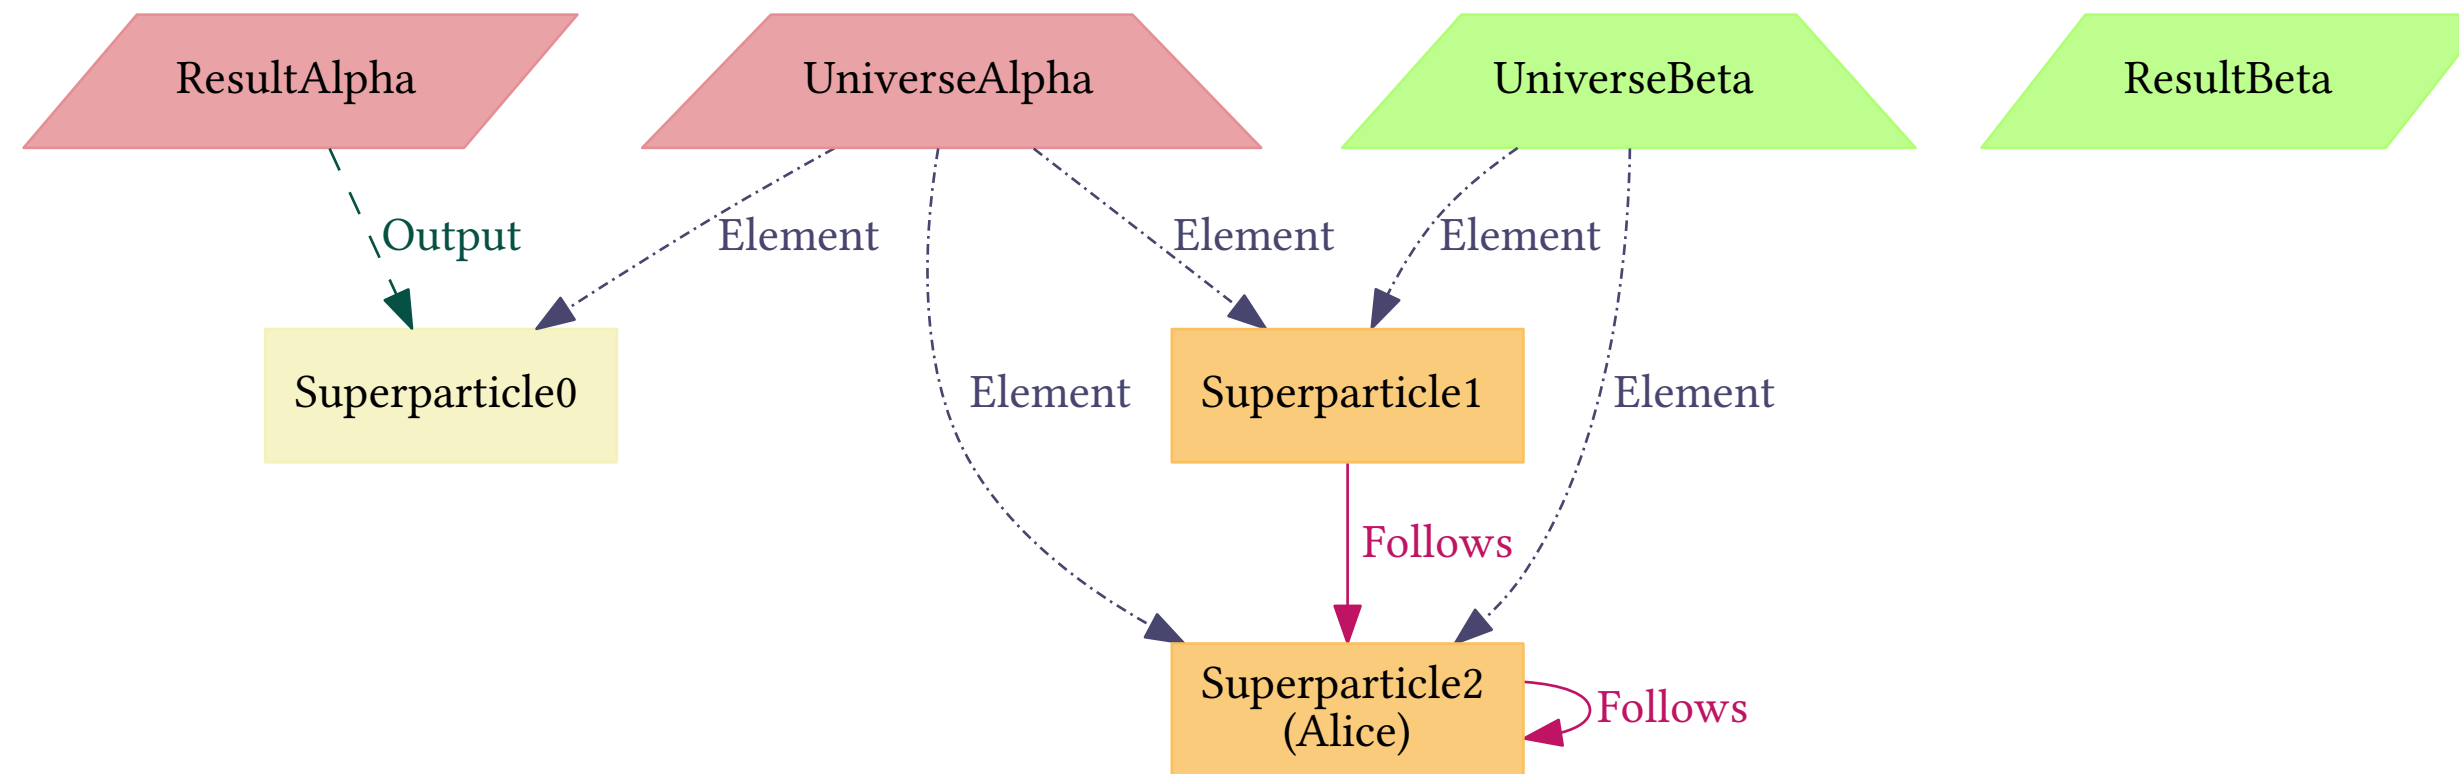 ResultAlpha
UniverseAlpha
UniverseBeta
ResultBeta
Output
Element
Element
Element
Superparticle0
Element
Superparticle1
Element
Follows
Superparticle2
(Alice)
Follows